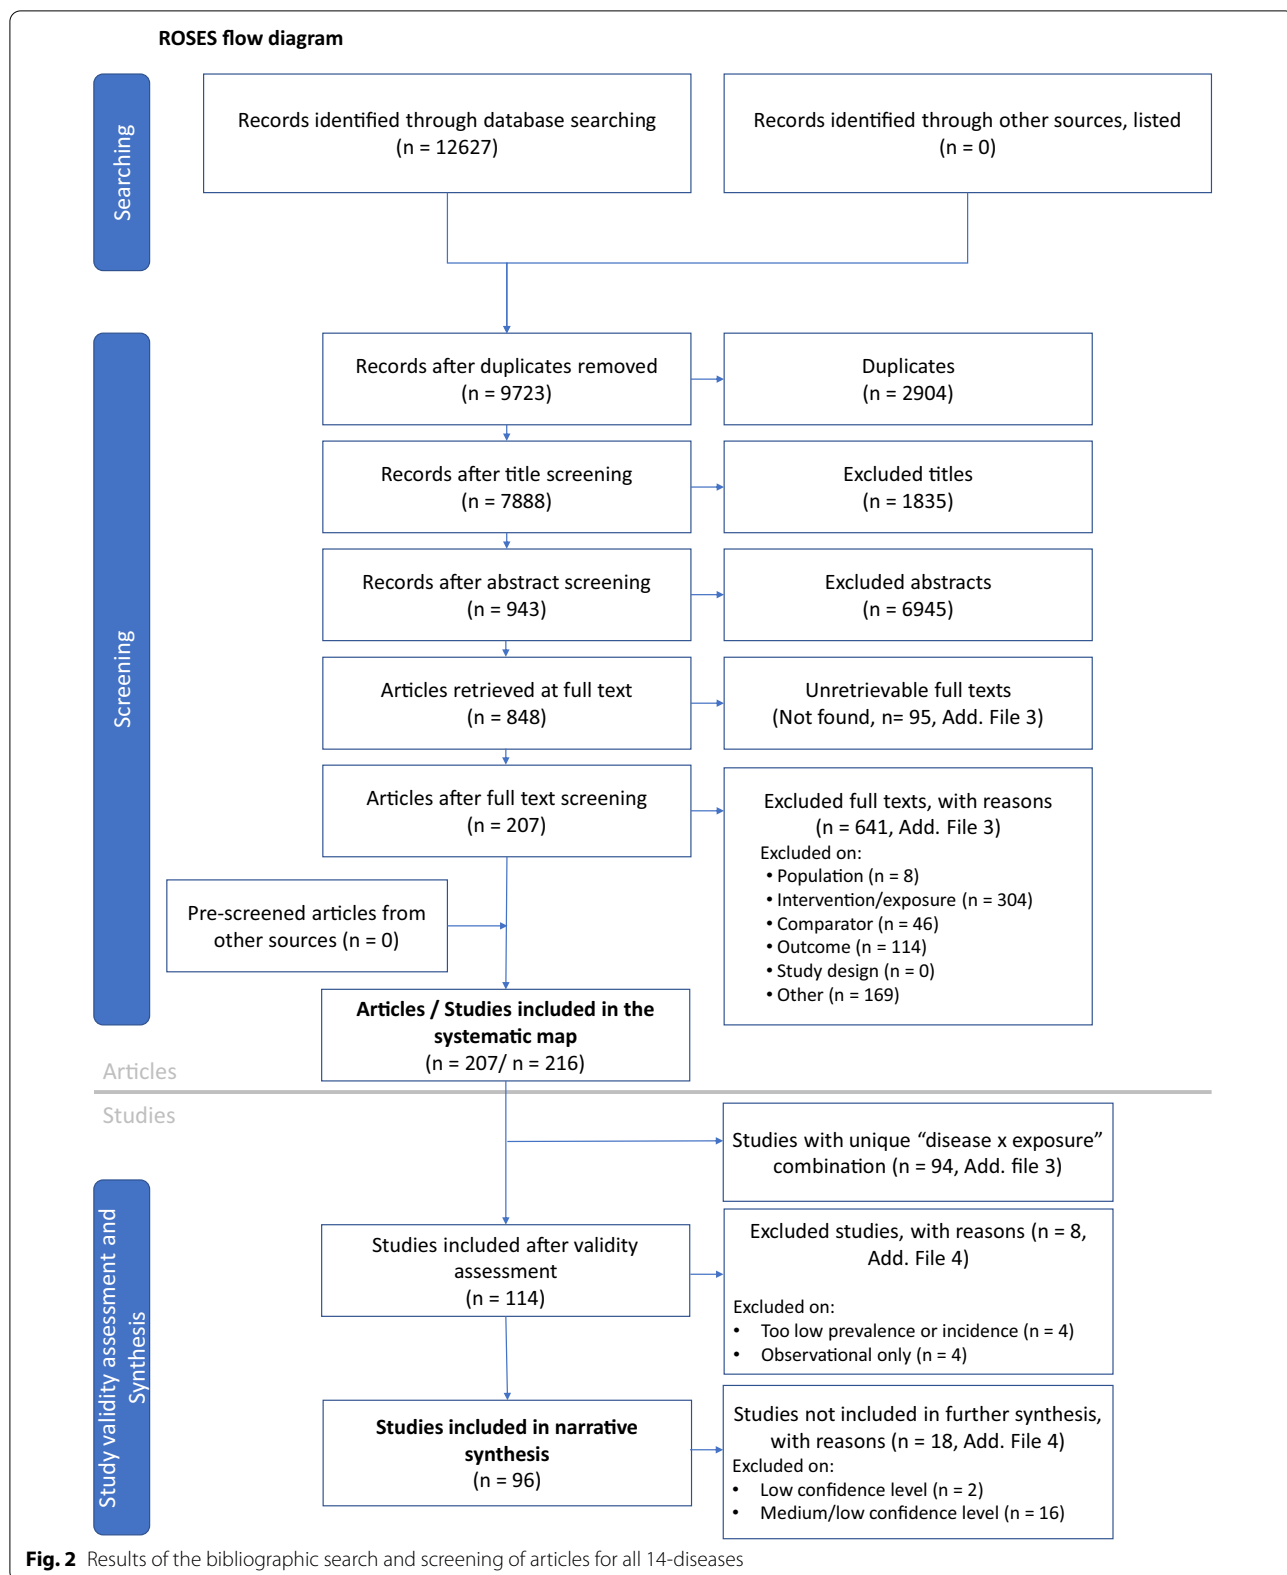 ROSES flow diagram
Searching
Records identified through database searching
(n = 12627)
Records identified through other sources, listed
(n = 0)
Screening
Records after duplicates removed
(n = 9723)
Duplicates
(n = 2904)
Records after title screening
(n = 7888)
Excluded titles
(n = 1835)
Records after abstract screening
(n = 943)
Excluded abstracts
(n = 6945)
Articles retrieved at full text
(n = 848)
Unretrievable full texts
(Not found, n= 95, Add. File 3)
Articles after full text screening
(n = 207)
Excluded full texts, with reasons
(n = 641, Add. File 3)
Excluded on:
• Population (n = 8)
• Intervention/exposure (n = 304)
• Comparator (n = 46)
• Outcome (n = 114)
• Study design (n = 0)
• Other (n = 169)
Pre-screened articles from
other sources (n = 0)
Articles / Studies included in the
systematic map
(n = 207/ n = 216)
Articles
Studies
Study validity assessment and
Synthesis
Studies with unique “disease x exposure”
combination (n = 94, Add. file 3)
Studies included after validity
assessment
(n = 114)
Excluded studies, with reasons (n = 8,
Add. File 4)
Excluded on:
• Too low prevalence or incidence (n = 4)
• Observational only (n = 4)
Studies included in narrative
synthesis
(n = 96)
Studies not included in further synthesis,
with reasons (n = 18, Add. File 4)
Excluded on:
• Low confidence level (n = 2)
• Medium/low confidence level (n = 16)
Fig. 2 Results of the bibliographic search and screening of articles for all 14-diseases